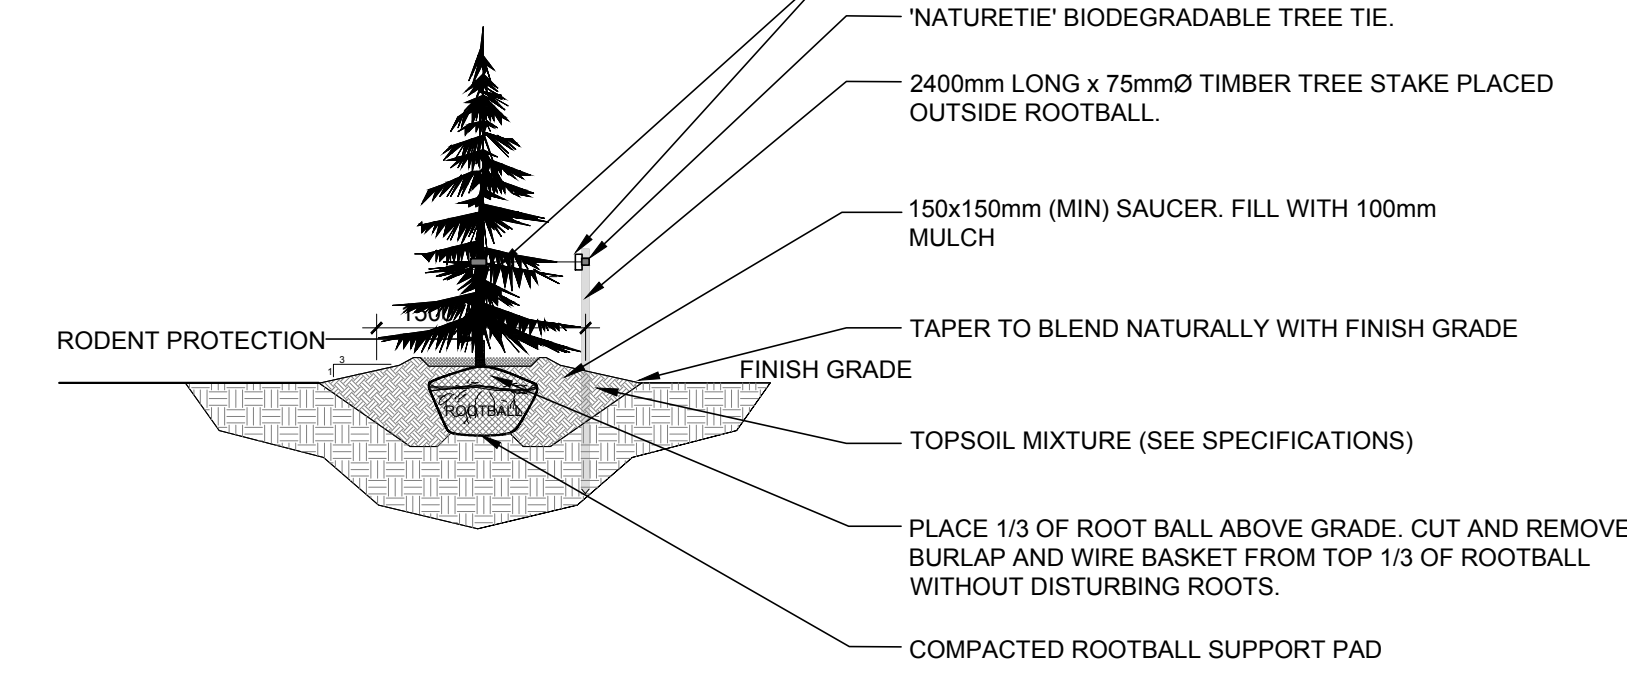 'NATURETIE' BIODEGRADABLE TREE TIE.
2400mm LONG x 75mmØ TIMBER TREE STAKE PLACED
OUTSIDE ROOTBALL.
150x150mm (MIN) SAUCER. FILL WITH 100mm
MULCH
1500
RODENT PROTECTION
TAPER TO BLEND NATURALLY WITH FINISH GRADE
3
1
FINISH GRADE
ROOTBALL
TOPSOIL MIXTURE (SEE SPECIFICATIONS)
PLACE 1/3 OF ROOT BALL ABOVE GRADE. CUT AND REMOVE
BURLAP AND WIRE BASKET FROM TOP 1/3 OF ROOTBALL
WITHOUT DISTURBING ROOTS.
COMPACTED ROOTBALL SUPPORT PAD